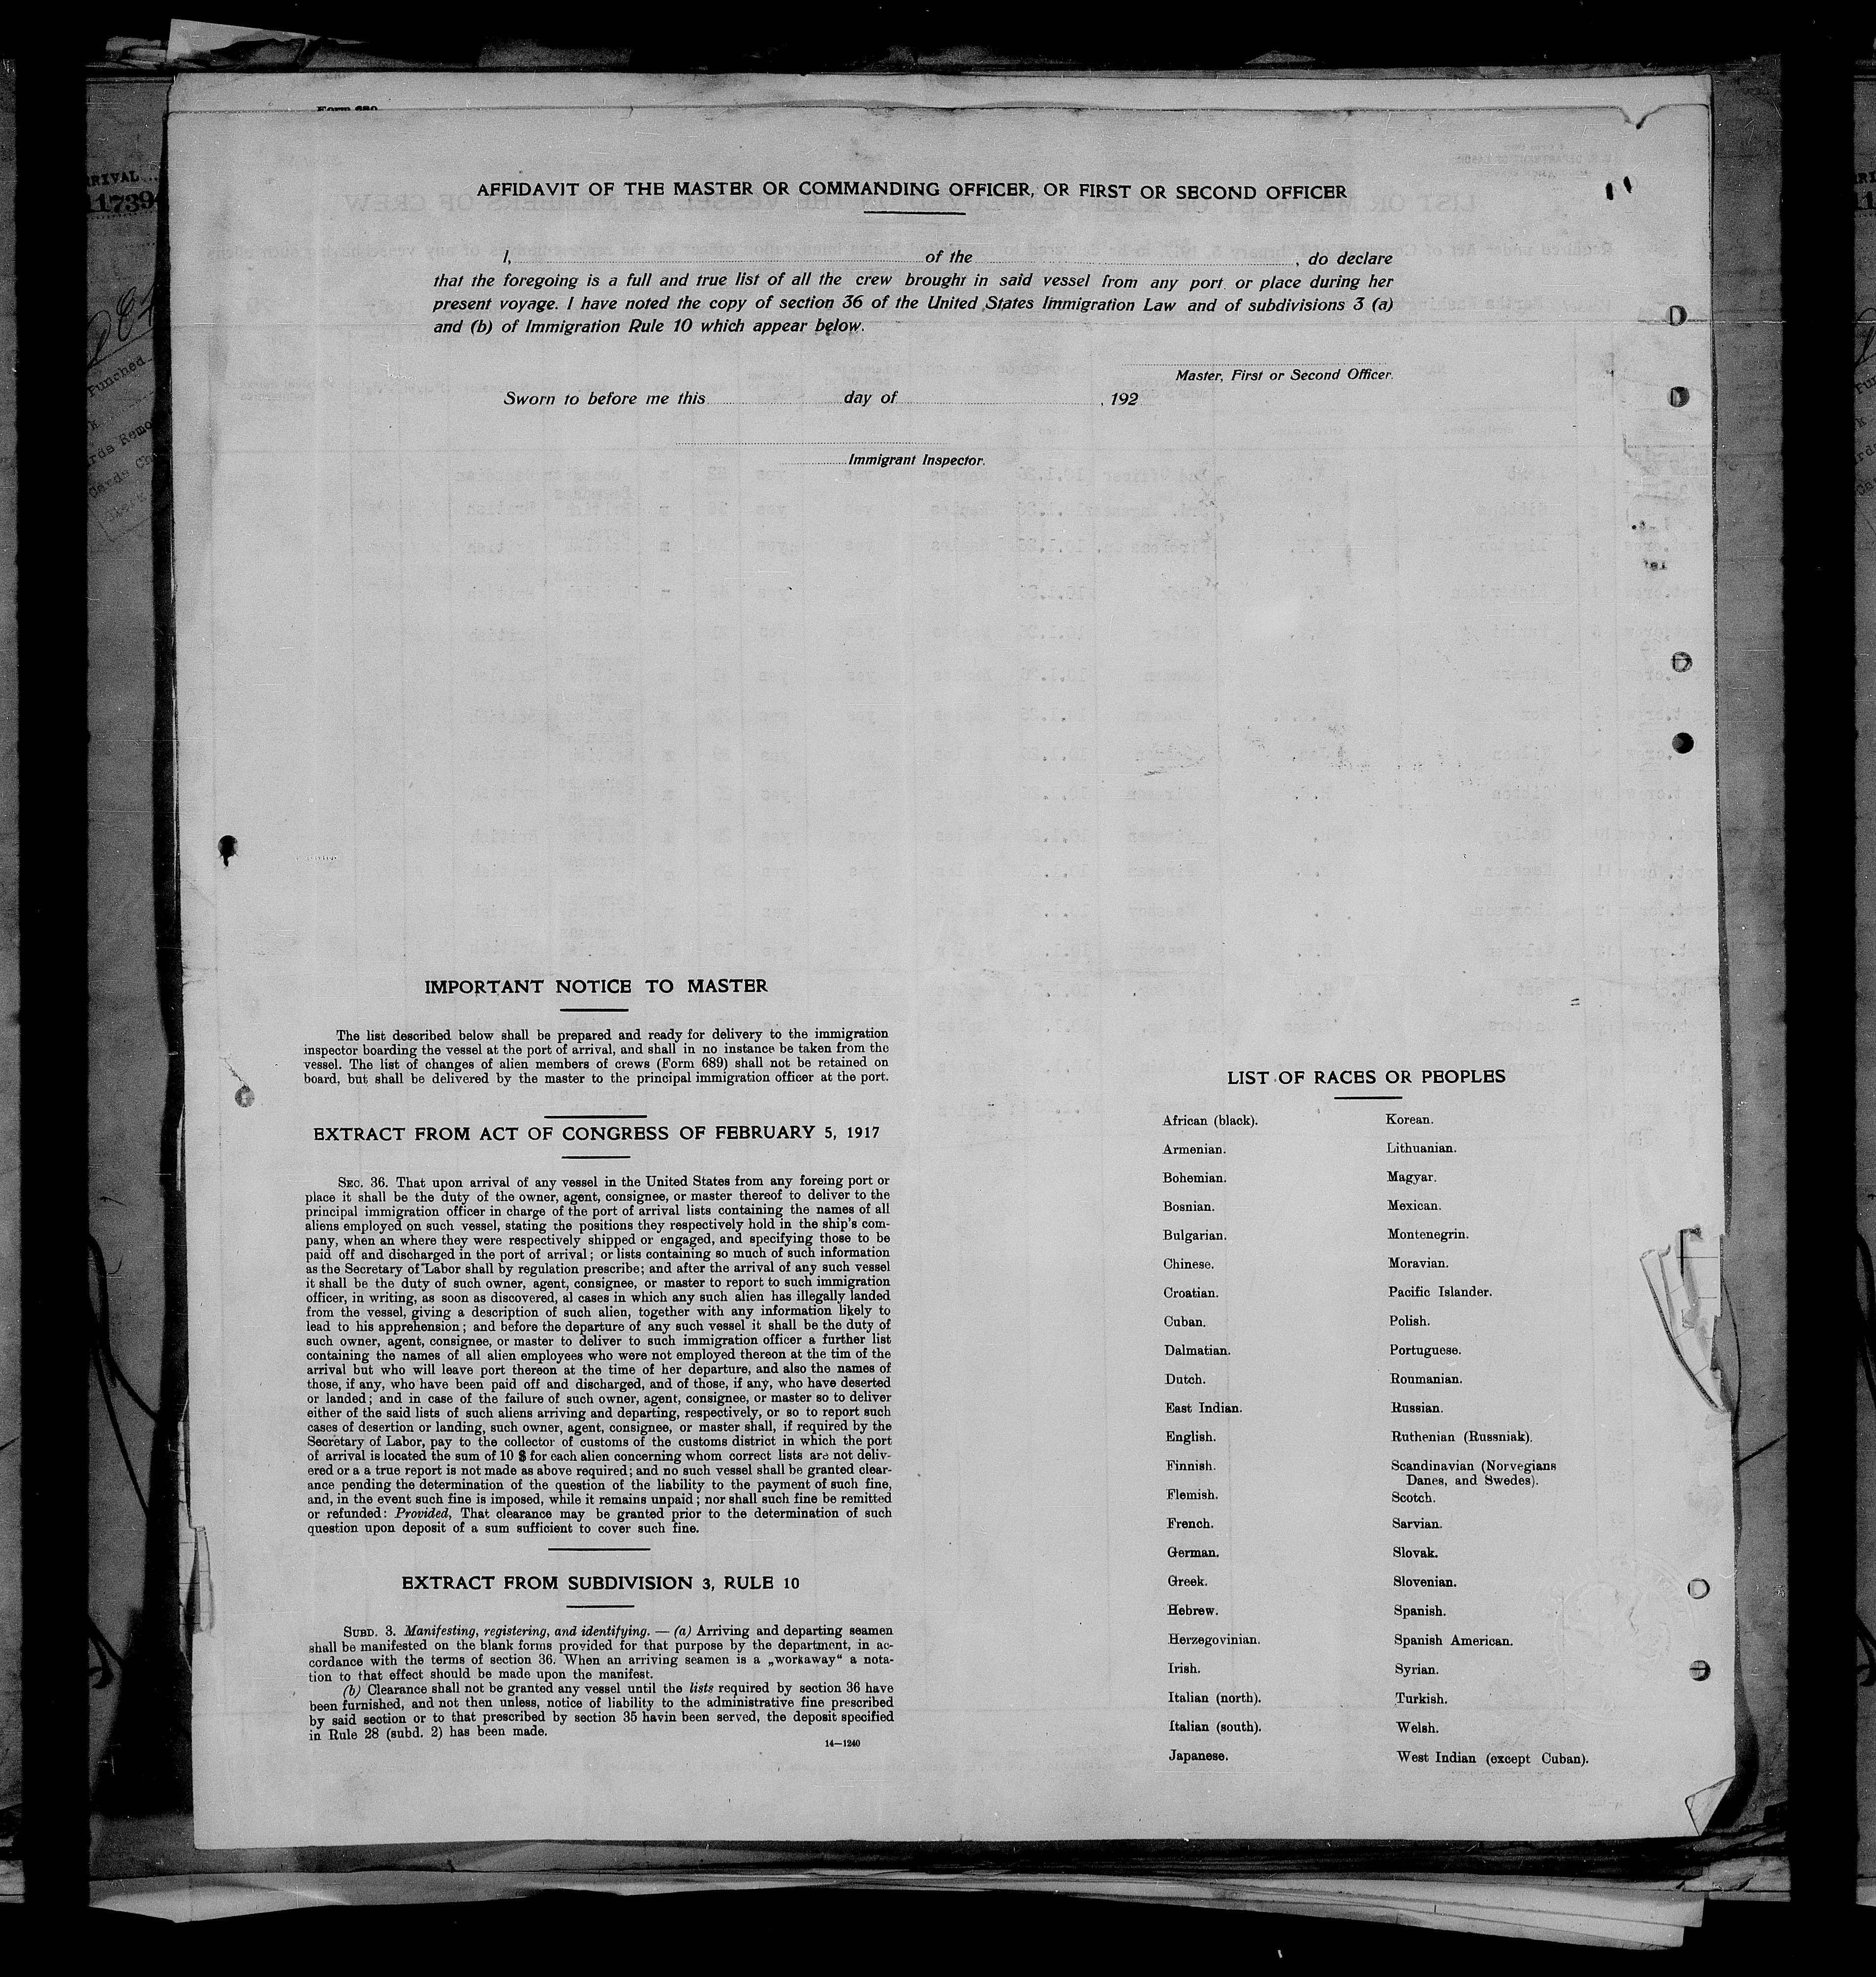 Form 689
RRIVAL
11739
Punched
AFFIDAVIT OF THE MASTER OR COMMANDING OFFICER, OR FIRST OR SECOND OFFICER
I, of the , do declare
that the foregoing is a full and true list of all the crew brought in said vessel from any port or place during her
present voyage. I have noted the copy of section 36 of the United States Immigration Law and of subdivisions 3 (a)
and (b) of Immigration Rule 10 which appear below.
Master, First or Second Officer.
Sworn to before me this day of , 192
Immigrant Inspector.
IMPORTANT NOTICE TO MASTER
The list described below shall be prepared and ready for delivery to the immigration
inspector boarding the vessel at the port of arrival, and shall in no instance be taken from the
vessel. The list of changes of alien members of crews (Form 689) shall not be retained on
board, but shall be delivered by the master to the principal immigration officer at the port.
EXTRACT FROM ACT OF CONGRESS OF FEBRUARY 5, 1917
SEC. 36. That upon arrival of any vessel in the United States from any foreing port or
place it shall be the duty of the owner, agent, consignee, or master thereof to deliver to the
principal immigration officer in charge of the port of arrival lists containing the names of all
aliens employed on such vessel, stating the positions they respectively hold in the ship's com-
pany, when an where they were respectively shipped or engaged, and specifying those to be
paid off and discharged in the port of arrival; or lists containing so much of such information
as the Secretary of Labor shall by regulation prescribe; and after the arrival of any such vessel
it shall be the duty of such owner, agent, consignee, or master to report to such immigration
officer, in writing, as soon as discovered, al cases in which any such alien has illegally landed
from the vessel, giving a description of such alien, together with any information likely to
lead to his apprehension; and before the departure of any such vessel it shall be the duty of
such owner, agent, consignee, or master to deliver to such immigration officer a further list
containing the names of all alien employees who were not employed thereon at the tim of the
arrival but who will leave port thereon at the time of her departure, and also the names of
those, if any, who have been paid off and discharged, and of those, if any, who have deserted
or landed; and in case of the failure of such owner, agent, consignee, or master so to deliver
either of the said lists of such aliens arriving and departing, respectively, or so to report such
cases of desertion or landing, such owner, agent, consignee, or master shall, if required by the
Secretary of Labor, pay to the collector of customs of the customs district in which the port
of arrival is located the sum of 10 $ for each alien concerning whom correct lists are not deliv-
ered or a a true report is not made as above required; and no such vessel shall be granted clear-
ance pending the determination of the question of the liability to the payment of such fine,
and, in the event such fine is imposed, while it remains unpaid; nor shall such fine be remitted
or refunded: Provided, That clearance may be granted prior to the determination of such
question upon deposit of a sum sufficient to cover such fine.
EXTRACT FROM SUBDIVISION 3, RULE 10
SUBD. 3. Manifesting, registering, and identifying. — (a) Arriving and departing seamen
shall be manifested on the blank forms provided for that purpose by the department, in ac-
cordance with the terms of section 36. When an arriving seamen is a „workaway“ a nota-
tion to that effect should be made upon the manifest.
(b) Clearance shall not be granted any vessel until the lists required by section 36 have
been furnished, and not then unless, notice of liability to the administrative fine prescribed
by said section or to that prescribed by section 35 havin been served, the deposit specified
in Rule 28 (subd. 2) has been made.
14—1240
LIST OF RACES OR PEOPLES
African (black).
Armenian.
Bohemian.
Bosnian.
Bulgarian.
Chinese.
Croatian.
Cuban.
Dalmatian.
Dutch.
East Indian.
English.
Finnish.
Flemish.
French.
German.
Greek.
Hebrew.
Herzegovinian.
Irish.
Italian (north).
Italian (south).
Japanese.
Korean.
Lithuanian.
Magyar.
Mexican.
Montenegrin.
Moravian.
Pacific Islander.
Polish.
Portuguese.
Roumanian.
Russian.
Ruthenian (Russniak).
Scandinavian (Norvegians
Danes, and Swedes).
Scotch.
Sarvian.
Slovak.
Slovenian.
Spanish.
Spanish American.
Syrian.
Turkish.
Welsh.
West Indian (except Cuban).